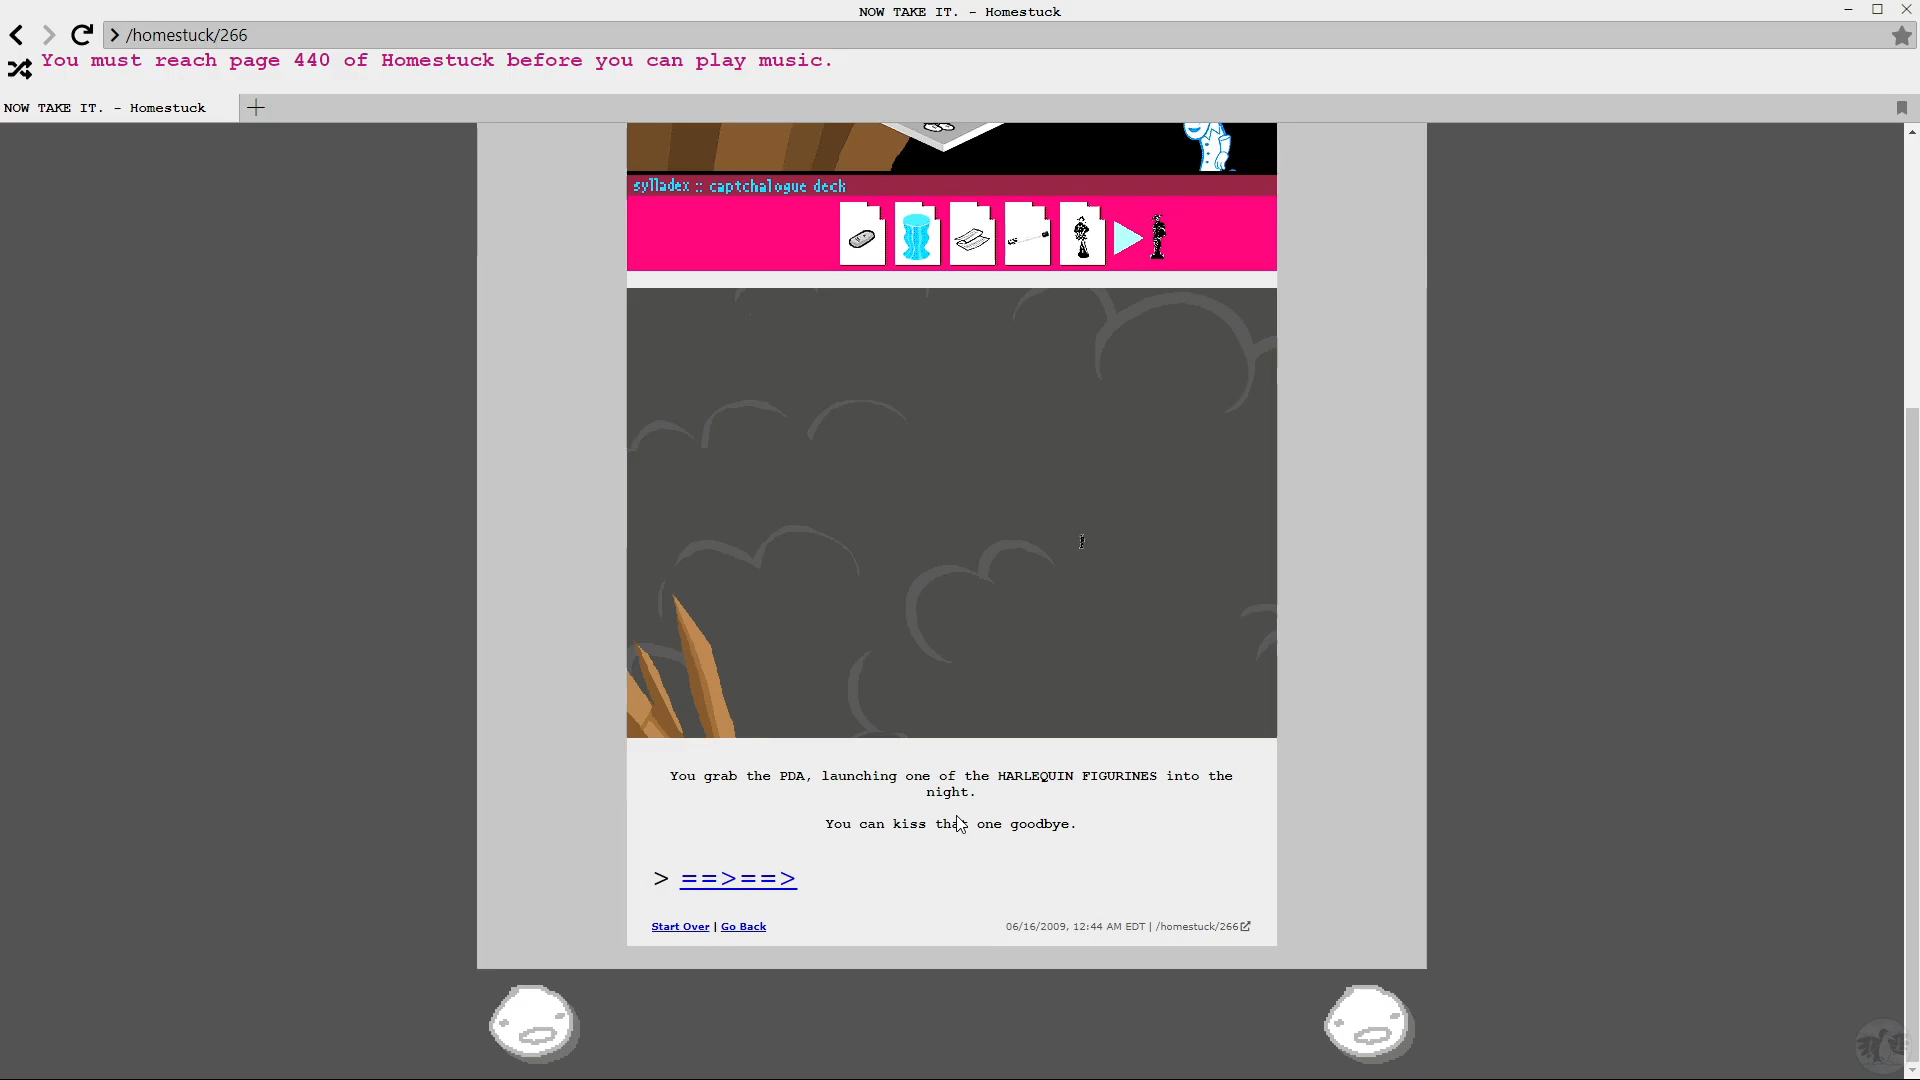 NOW TAKE IT. - Homestuck
/homestuck/266
You must reach page 440 of Homestuck before you can play music.
NOW TAKE IT. - Homestuck
sylladex :: captchalogue deck
You grab the PDA, launching one of the HARLEQUIN FIGURINES into the
night.
You can kiss that one goodbye.
> ==>==>
Start Over | Go Back
06/16/2009, 12:44 AM EDT | /homestuck/266